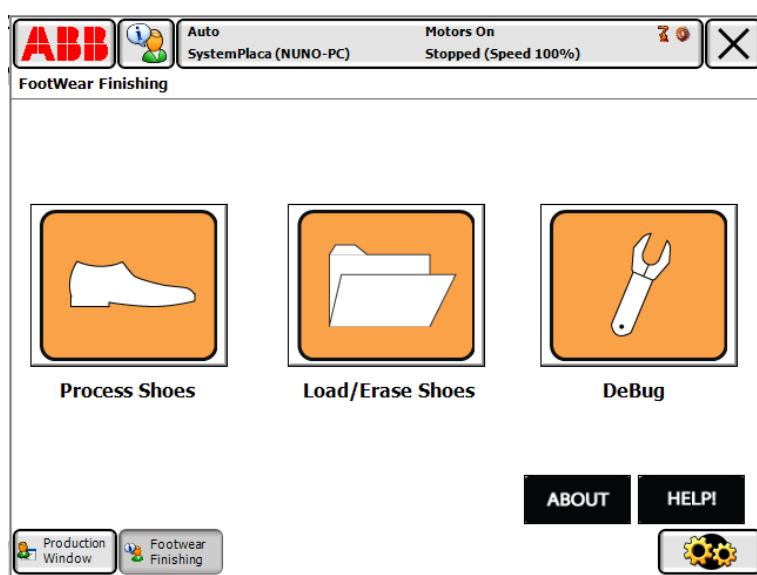 ABB
Auto
Motors On
SystemPlaca (NUNO-PC)
Stopped (Speed 100%)
FootWear Finishing
Process Shoes
Load/Erase Shoes
DeBug
ABOUT
HELP!
Production
Window
Footwear
Finishing